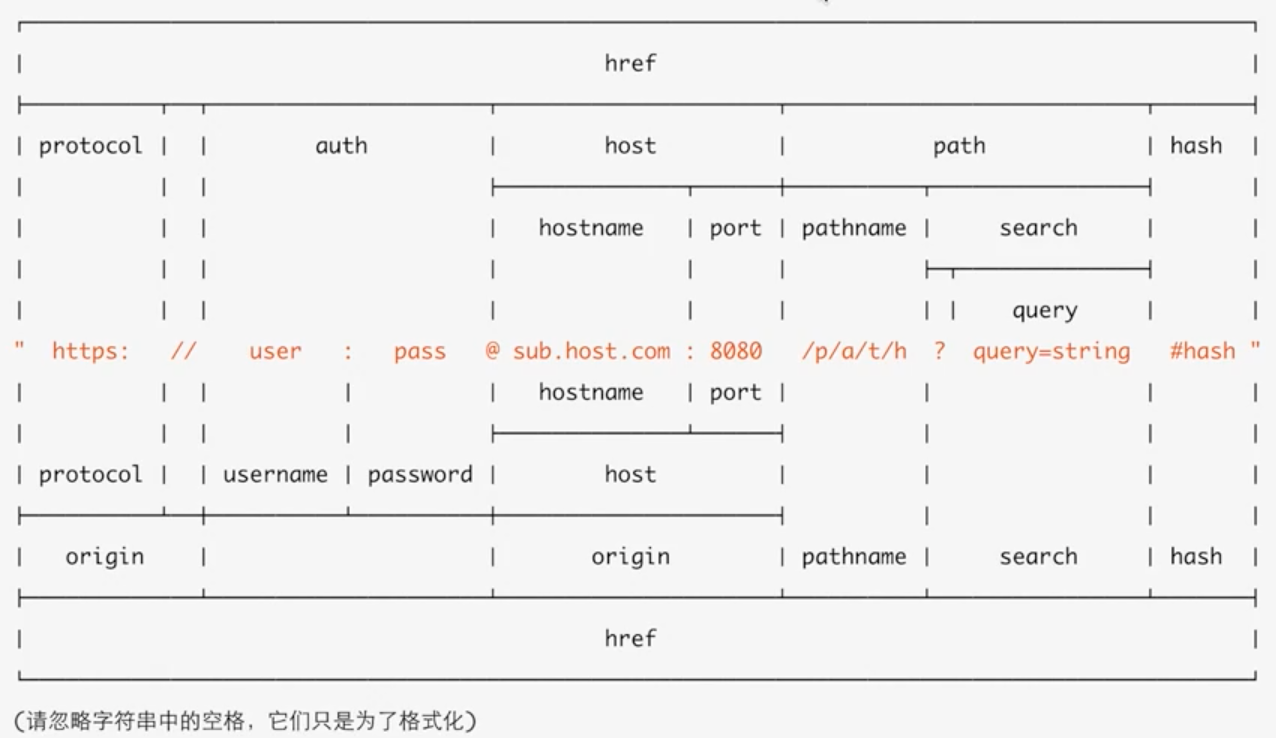 href
protocol auth host path hash
hostname port pathname search
query
" https: // user : pass @ sub.host.com : 8080 /p/a/t/h ? query=string #hash "
hostname port
protocol username password host
origin origin pathname search hash
href
(请忽略字符串中的空格，它们只是为了格式化)